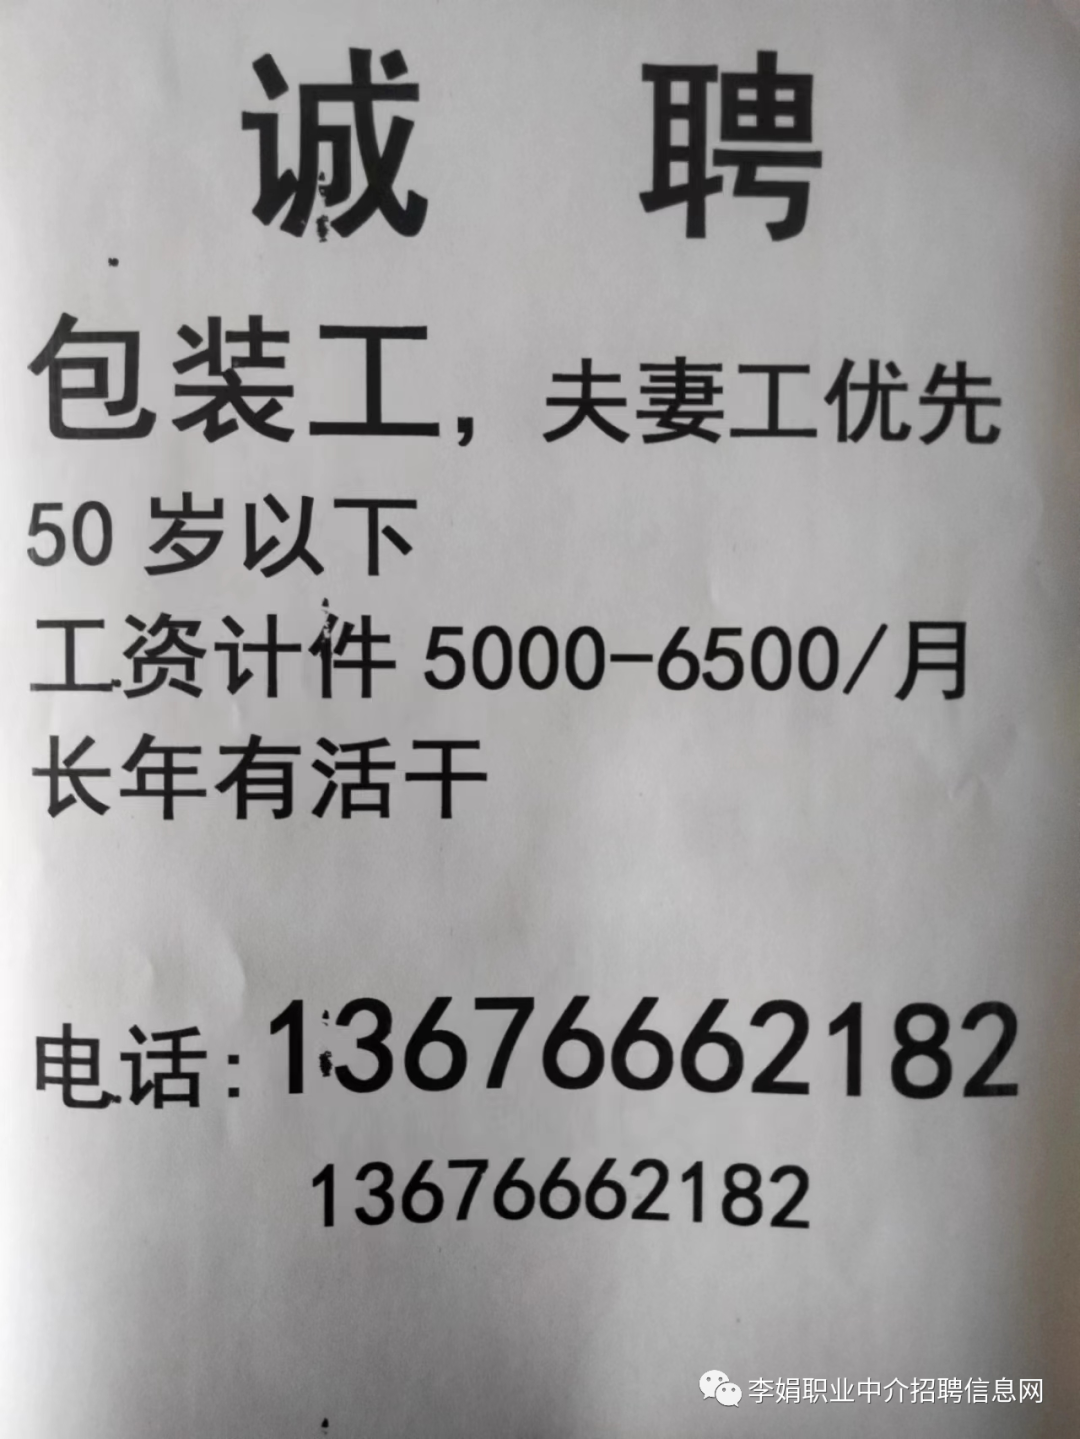 诚 聘
包装工，夫妻工优先
50 岁以下
工资计件 5000-6500/月
长年有活干
电话:13676662182
13676662182
李娟职业中介招聘信息网